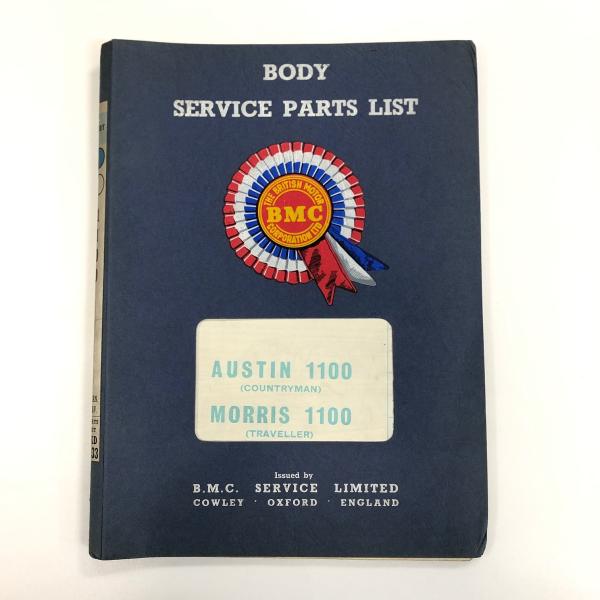 BODY
SERVICE PARTS LIST
THE BRITISH MOTOR
BMC
CORPORATION LTD
AUSTIN 1100
(COUNTRYMAN)
MORRIS 1100
(TRAVELLER)
Issued by
B.M.C. SERVICE LIMITED
COWLEY · OXFORD · ENGLAND